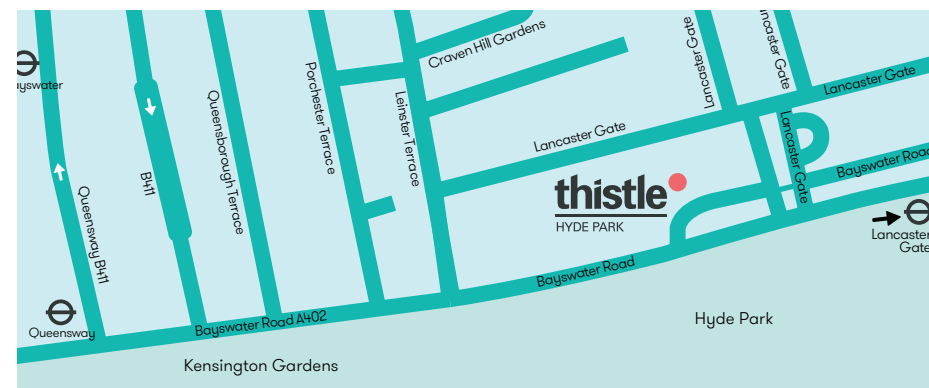 Craven Hill Gardens
Lancaster Gate
Lancaster Gate
Lancaster Gate
ayswater
Porchester Terrace
Leinster Terrace
Queensborough Terrace
Lancaster Gate
Lancaster Gate
Bayswater Road
B411
Queensway B411
thistle
HYDE PARK
Lancaster
Gate
Bayswater Road
Queensway
Bayswater Road A402
Hyde Park
Kensington Gardens